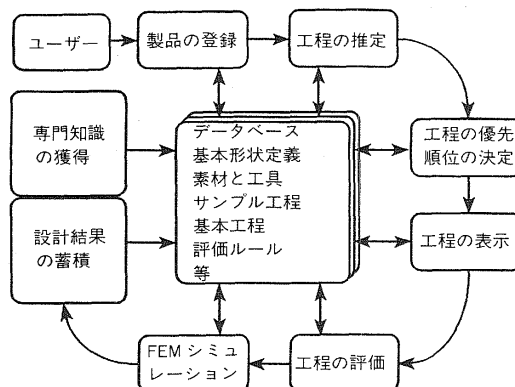 ユーザー
製品の登録
工程の推定
専門知識
の獲得
データベース
基本形状定義
素材と工具
サンプル工程
基本工程
評価ルール
等
工程の優先
順位の決定
設計結果
の蓄積
工程の表示
FEMシミュ
レーション
工程の評価